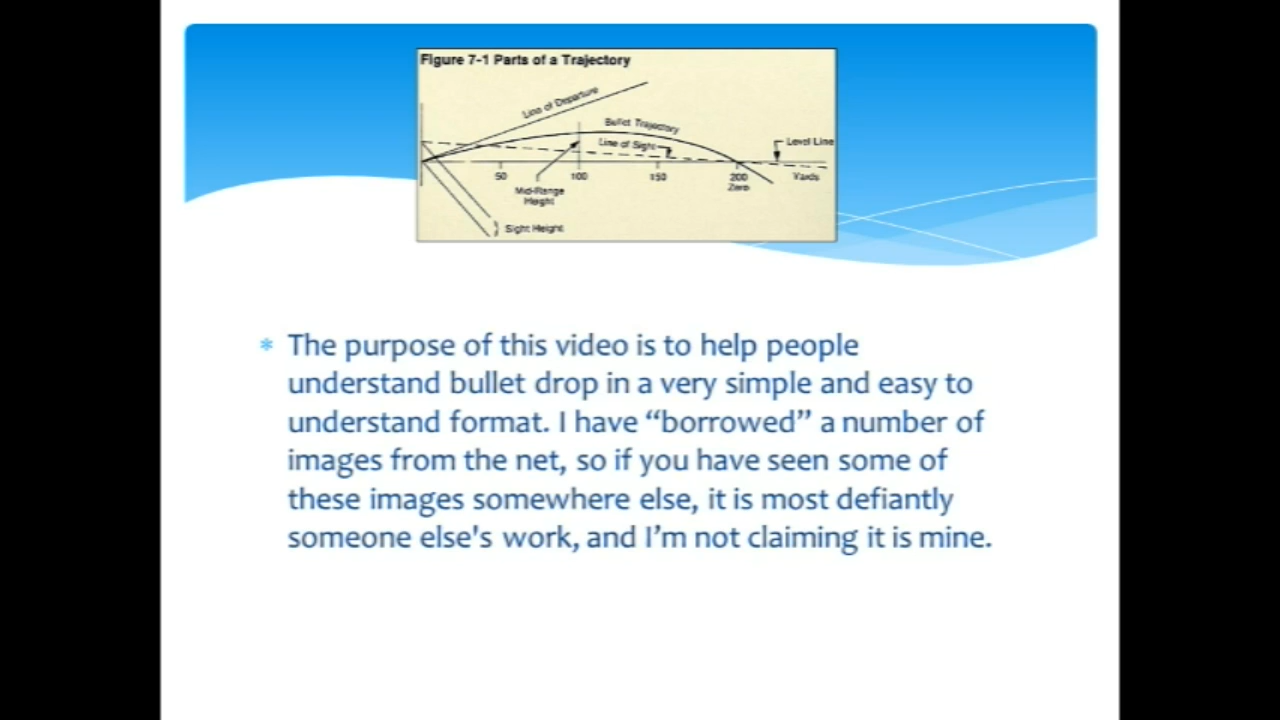 Figure 7-1 Parts of a Trajectory
Line of Departure
Bullet Trajectory
Line of Sight
Level Line
50
100
150
200
Yards
Zero
Mid-Range
Height
Sight Height
* The purpose of this video is to help people
understand bullet drop in a very simple and easy to
understand format. I have “borrowed” a number of
images from the net, so if you have seen some of
these images somewhere else, it is most defiantly
someone else's work, and I’m not claiming it is mine.